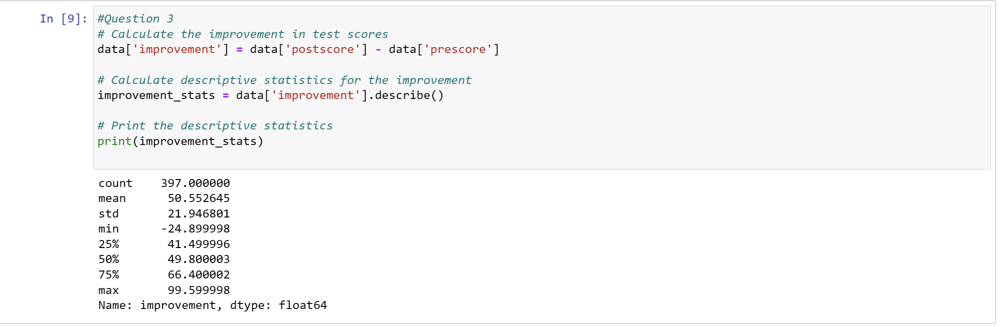 In [9]: #Question 3
# Calculate the improvement in test scores
data['improvement'] = data['postscore'] - data['prescore']
# Calculate descriptive statistics for the improvement
improvement_stats = data['improvement'].describe()
# Print the descriptive statistics
print(improvement_stats)
count 397.000000
mean 50.552645
std 21.946801
min -24.899998
25% 41.499996
50% 49.800003
75% 66.400002
max 99.599998
Name: improvement, dtype: float64